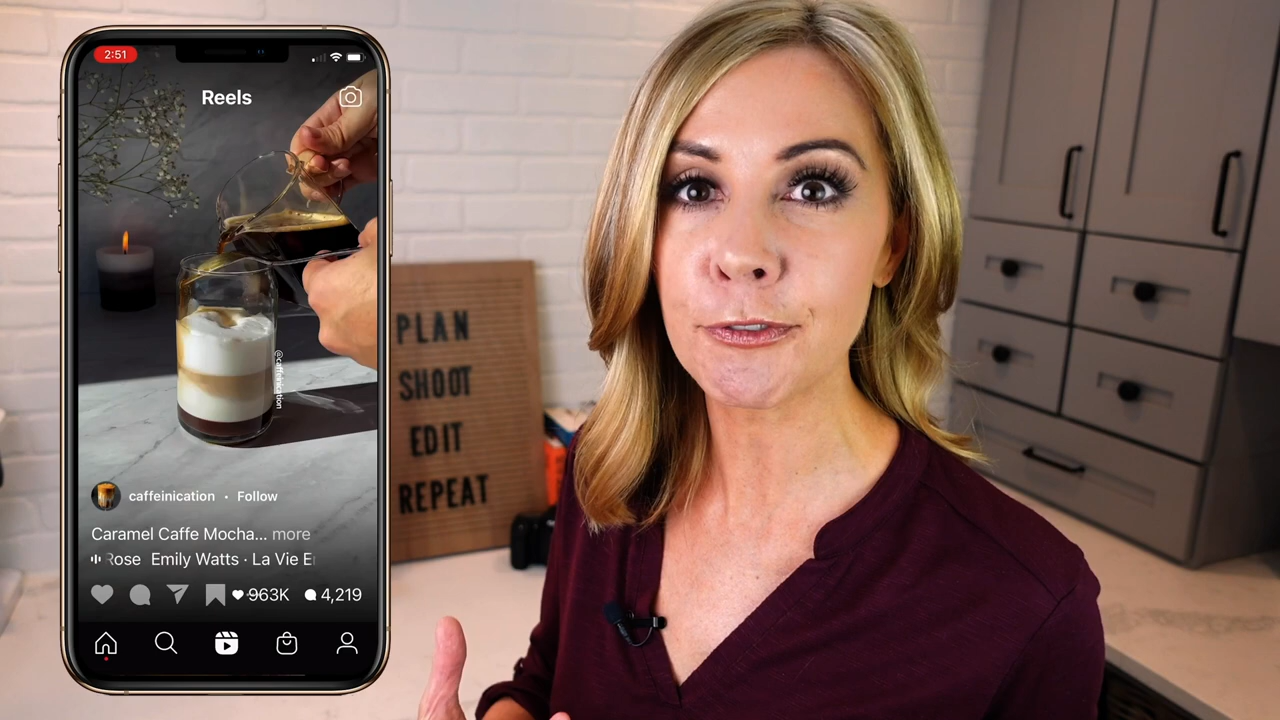 2:51
Reels
@caffeinication
caffeinication · Follow
Caramel Caffe Mocha... more
Rose Emily Watts · La Vie E
963K 4,219
PLAN
SHOOT
EDIT
REPEAT